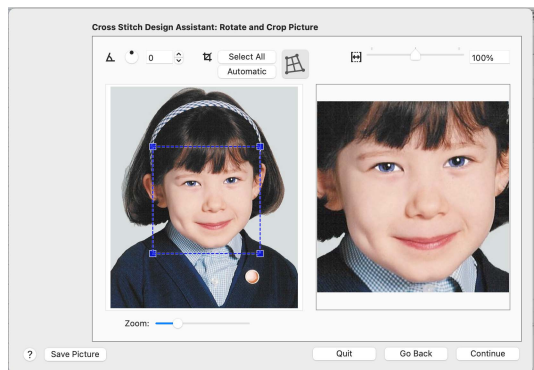 Cross Stitch Design Assistant: Rotate and Crop Picture
0
Select All
Automatic
100%
Zoom:
?
Save Picture
Quit
Go Back
Continue